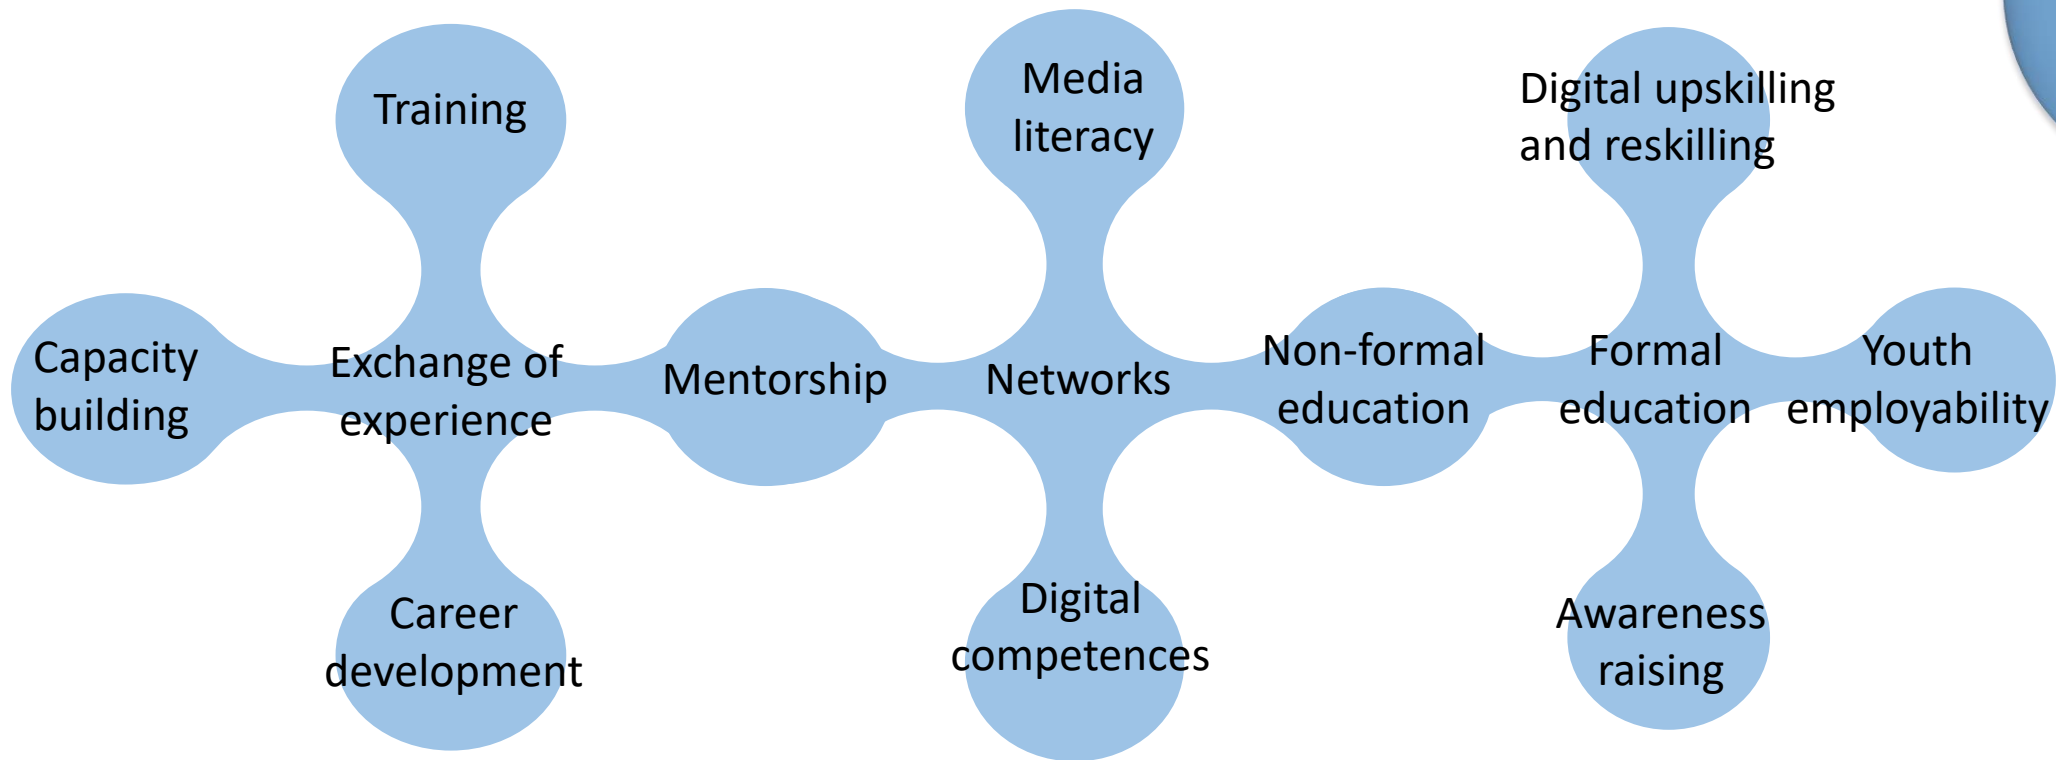 Training
Media
literacy
Digital upskilling
and reskilling
Capacity
building
Exchange of
experience
Mentorship
Networks
Non-formal
education
Formal
education
Youth
employability
Career
development
Digital
competences
Awareness
raising